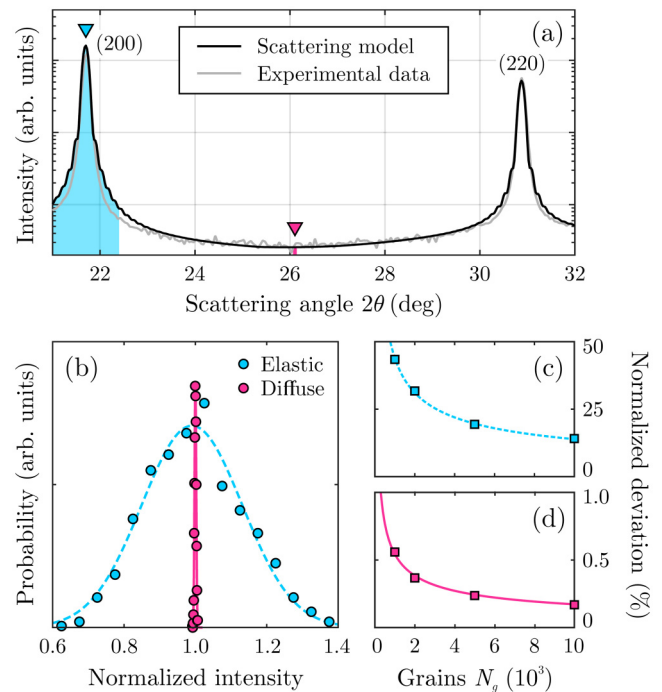 (a)
(200)
Scattering model
Experimental data
(220)
Intensity (arb. units)
22 24 26 28 30 32
Scattering angle 2θ (deg)
(b)
Elastic
Diffuse
Probability (arb. units)
0.6 0.8 1.0 1.2 1.4
Normalized intensity
(c)
50
25
0
(d)
1.0
0.5
0
Normalized deviation (%)
0 2 4 6 8 10
Grains N_g (10³)